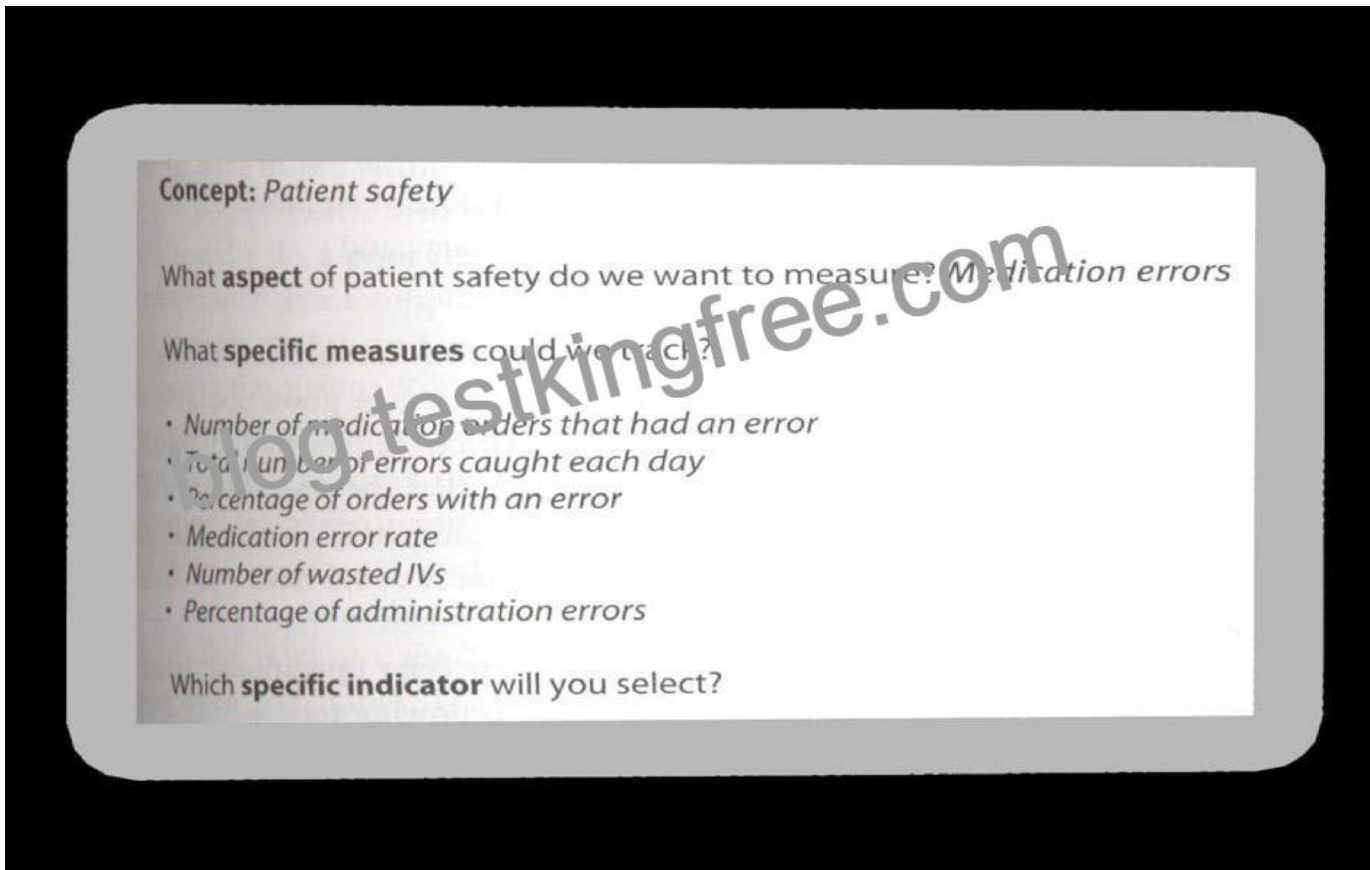 Concept: Patient safety
What aspect of patient safety do we want to measure? Medication errors
What specific measures could we track?
• Number of medication orders that had an error
• Total number of errors caught each day
• Percentage of orders with an error
• Medication error rate
• Number of wasted IVs
• Percentage of administration errors
Which specific indicator will you select?
blog.testkingfree.com